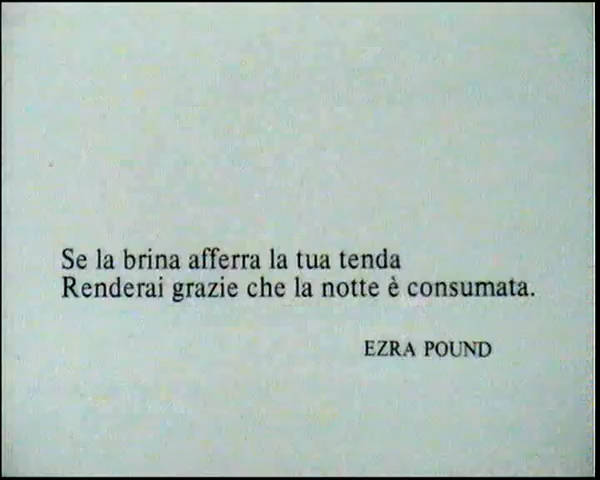 Se la brina afferra la tua tenda
Renderai grazie che la notte è consumata.
EZRA POUND